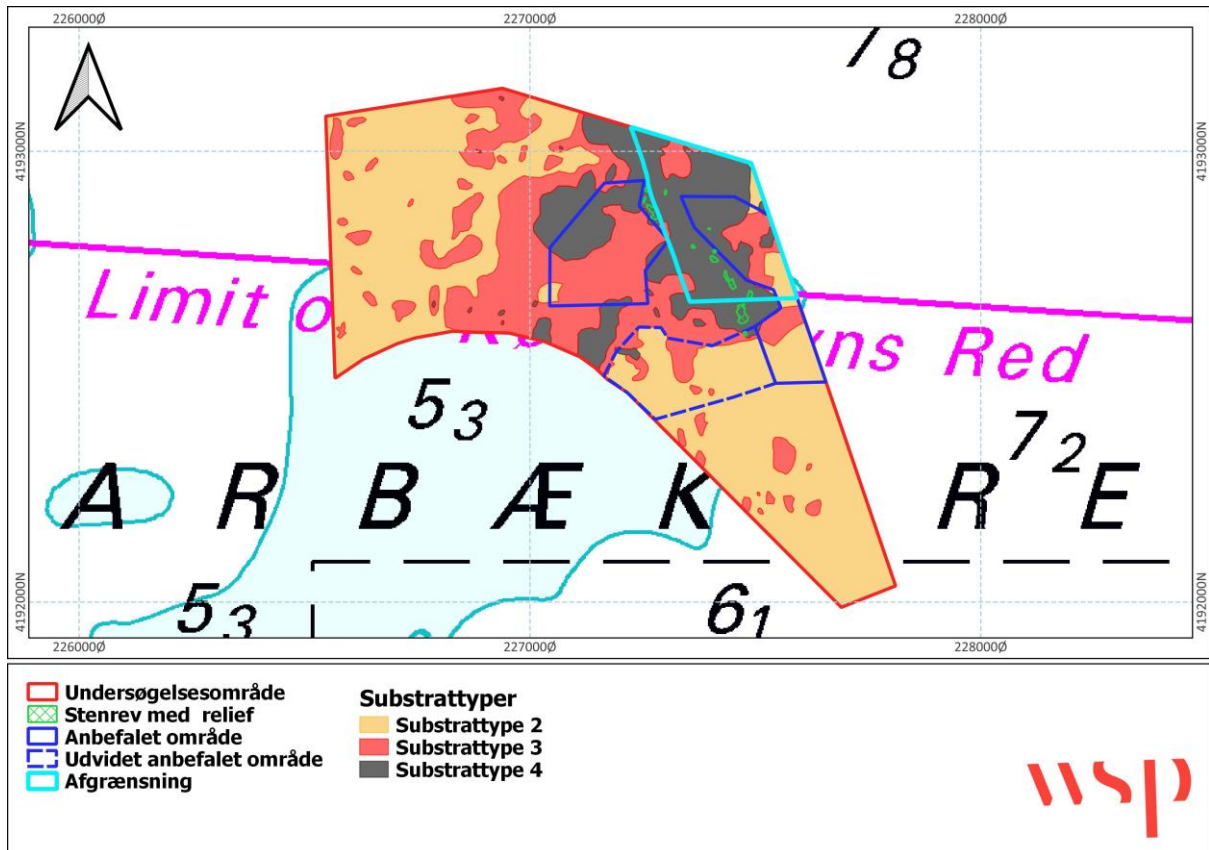 226000Ø 227000Ø 228000Ø
7 8
4193000N 4193000N
Limit o yns Red
5 3
7 2
A R B Æ K R E
5 3
6 1
4192000N 4192000N
226000Ø 227000Ø 228000Ø
Undersøgelsesområde
Stenrev med relief
Anbefalet område
Udvidet anbefalet område
Afgrænsning
Substrattyper
Substrattype 2
Substrattype 3
Substrattype 4
wsp